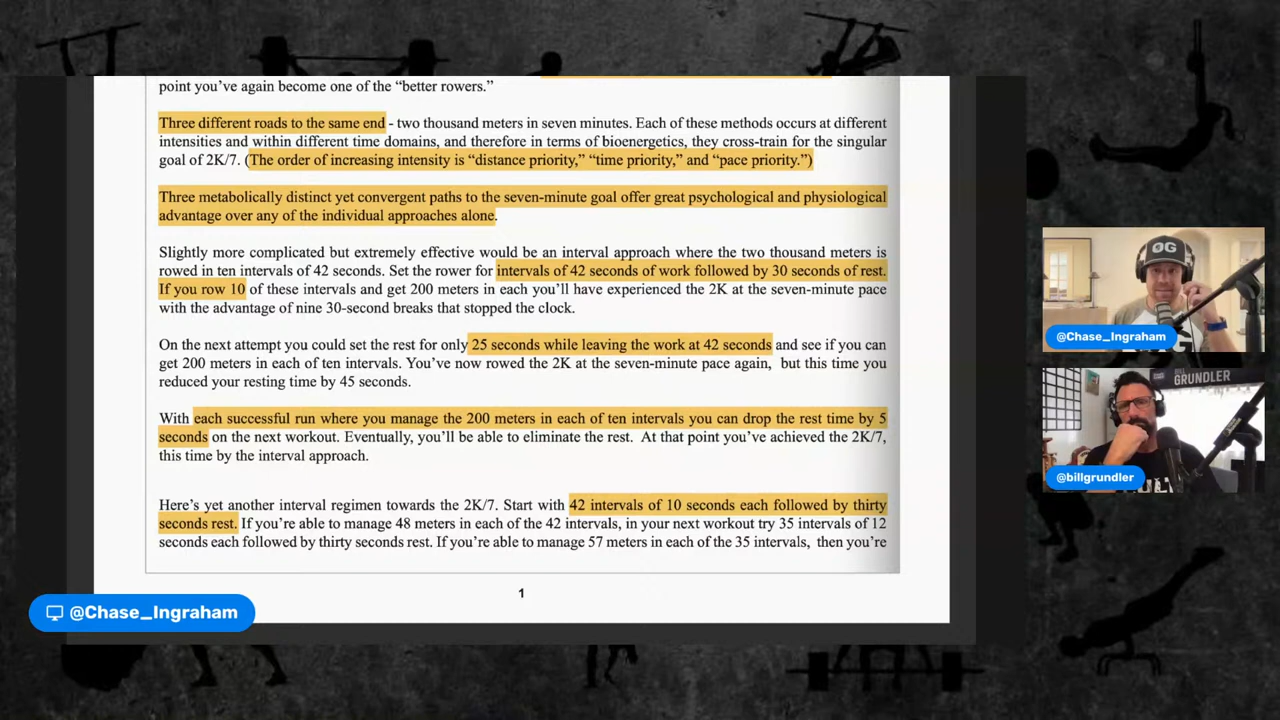 point you've again become one of the “better rowers.”
Three different roads to the same end - two thousand meters in seven minutes. Each of these methods occurs at different
intensities and within different time domains, and therefore in terms of bioenergetics, they cross-train for the singular
goal of 2K/7. (The order of increasing intensity is “distance priority,” “time priority,” and “pace priority.”)
Three metabolically distinct yet convergent paths to the seven-minute goal offer great psychological and physiological
advantage over any of the individual approaches alone.
Slightly more complicated but extremely effective would be an interval approach where the two thousand meters is
rowed in ten intervals of 42 seconds. Set the rower for intervals of 42 seconds of work followed by 30 seconds of rest.
If you row 10 of these intervals and get 200 meters in each you'll have experienced the 2K at the seven-minute pace
with the advantage of nine 30-second breaks that stopped the clock.
On the next attempt you could set the rest for only 25 seconds while leaving the work at 42 seconds and see if you can
get 200 meters in each of ten intervals. You've now rowed the 2K at the seven-minute pace again, but this time you
reduced your resting time by 45 seconds.
With each successful run where you manage the 200 meters in each of ten intervals you can drop the rest time by 5
seconds on the next workout. Eventually, you'll be able to eliminate the rest. At that point you've achieved the 2K/7,
this time by the interval approach.
Here's yet another interval regimen towards the 2K/7. Start with 42 intervals of 10 seconds each followed by thirty
seconds rest. If you're able to manage 48 meters in each of the 42 intervals, in your next workout try 35 intervals of 12
seconds each followed by thirty seconds rest. If you're able to manage 57 meters in each of the 35 intervals, then you're
1
@Chase_Ingraham
ØG
@Chase_Ingraham
GRUNDLER
@billgrundler